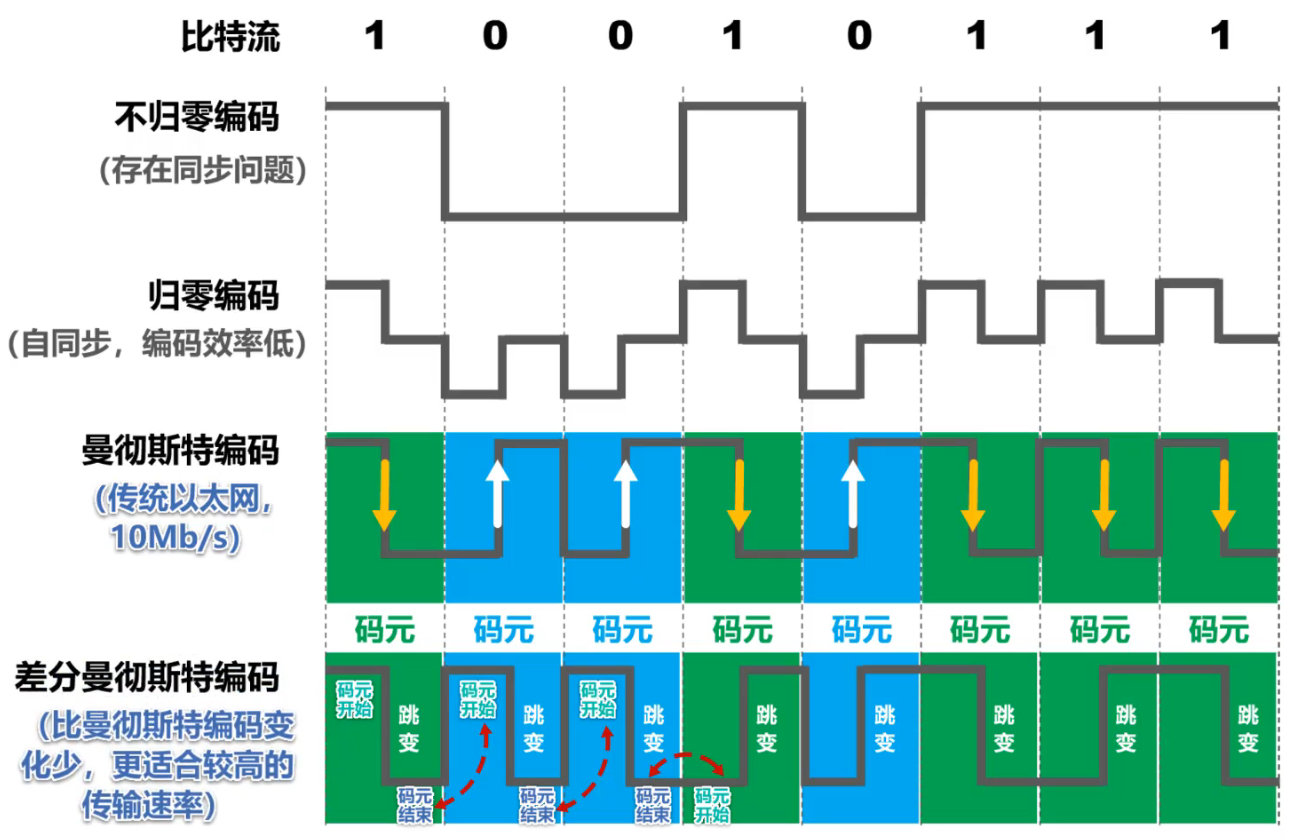 比特流 1 0 0 1 0 1 1 1
不归零编码
(存在同步问题)
归零编码
(自同步，编码效率低)
曼彻斯特编码
(传统以太网，
10Mb/s)
码元 码元 码元 码元 码元 码元 码元 码元
差分曼彻斯特编码
(比曼彻斯特编码变
化少，更适合较高的
传输速率)
码元
开始
跳
变
码元
结束
码元
开始
跳
变
码元
结束
码元
开始
跳
变
码元
结束
码元
开始
跳
变
跳
变
跳
变
跳
变
跳
变